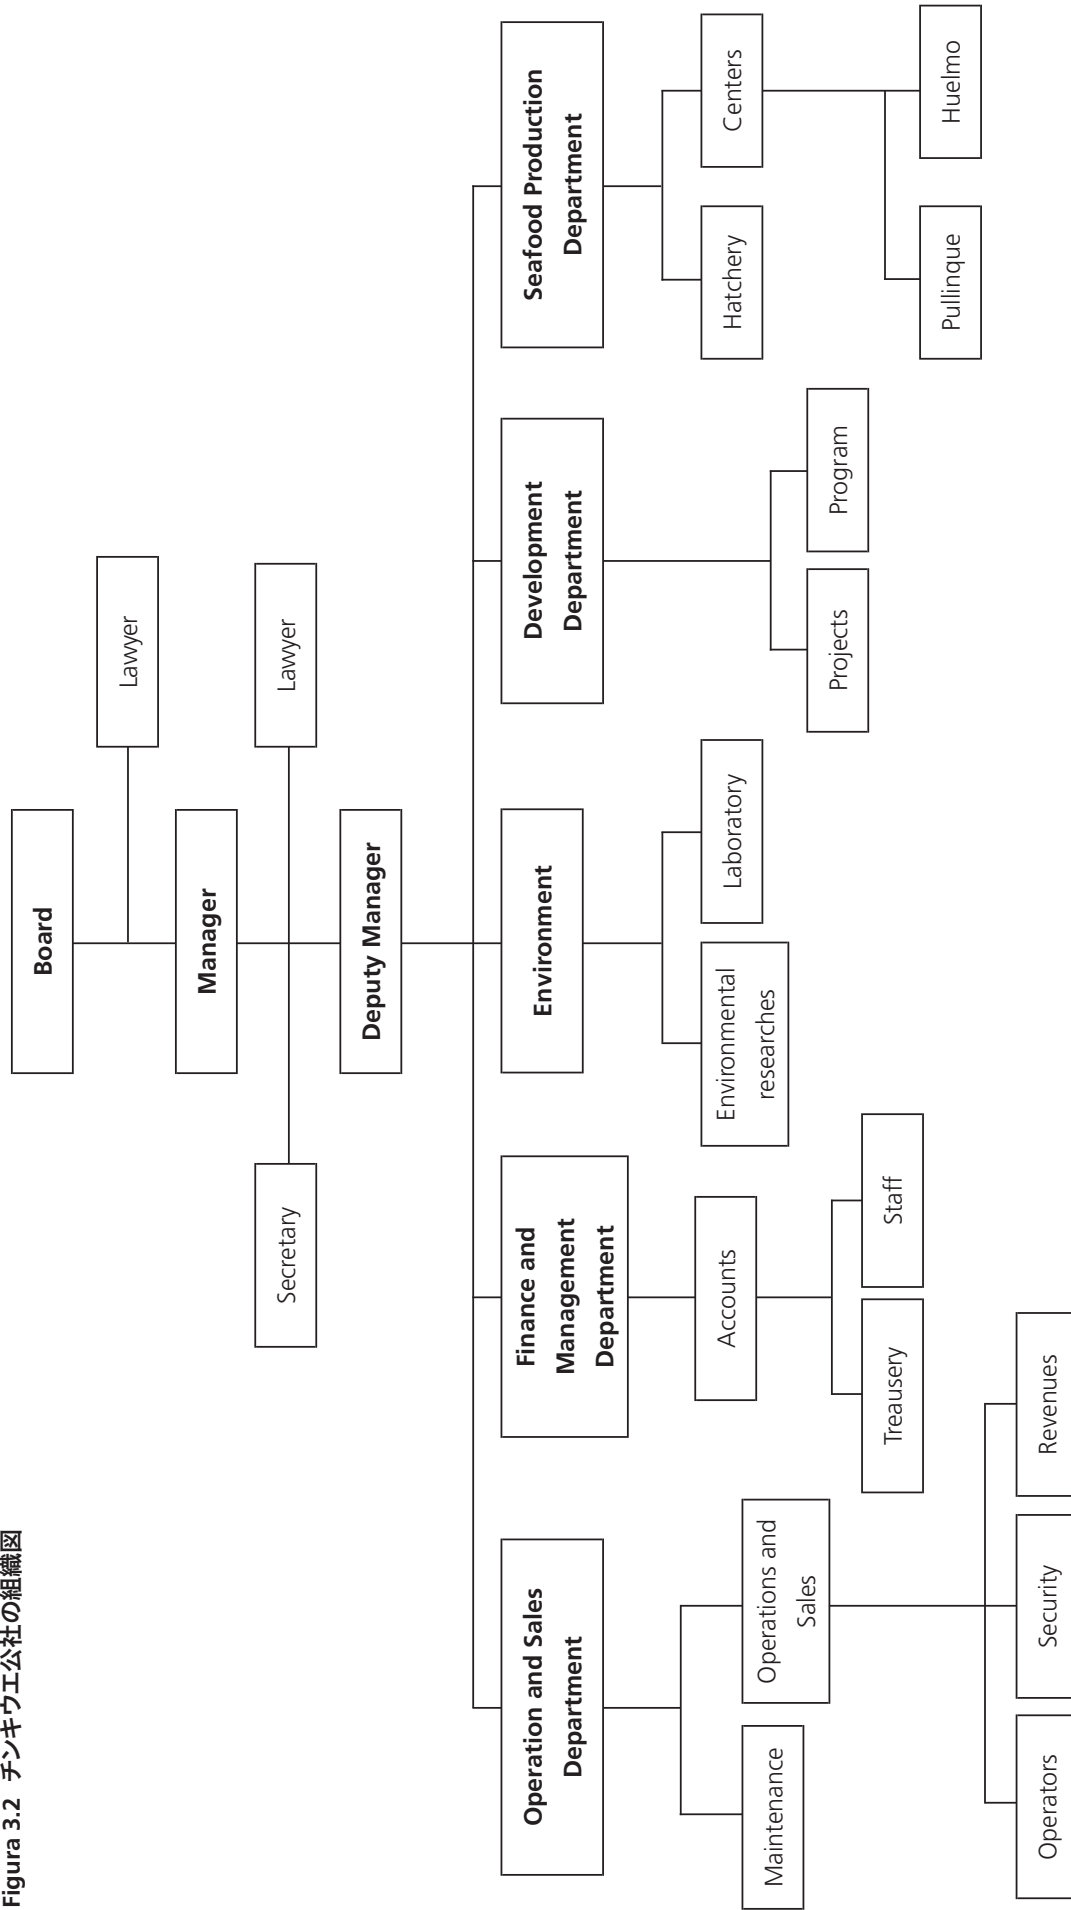 Figura 3.2 チンキウエ公社の組織図
Board
Lawyer
Manager
Secretary
Lawyer
Deputy Manager
Operation and Sales
Department
Finance and
Management
Department
Environment
Development
Department
Seafood Production
Department
Maintenance
Operations and
Sales
Accounts
Environmental
researches
Laboratory
Projects
Program
Hatchery
Centers
Treausery
Staff
Pullinque
Huelmo
Operators
Security
Revenues